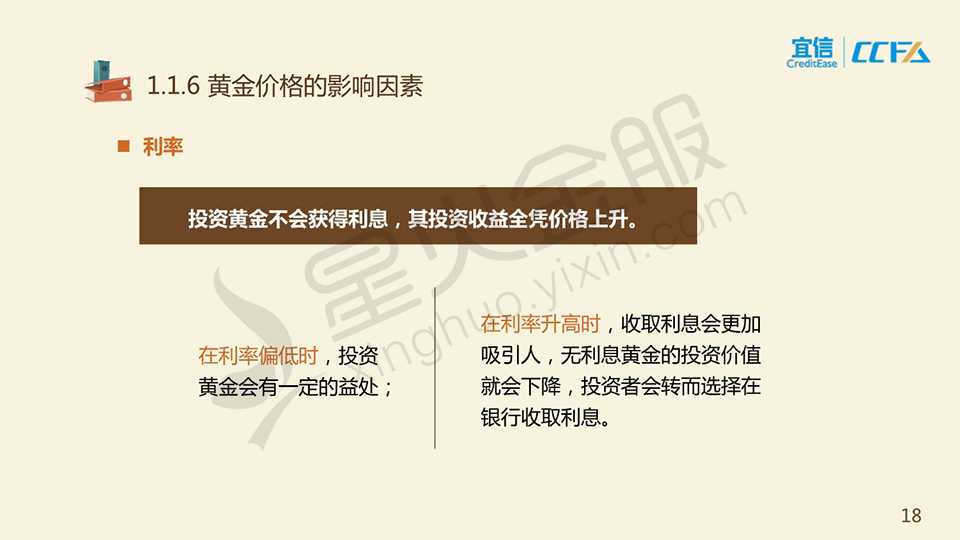 宜信
CreditEase
CCFA
1.1.6 黄金价格的影响因素
利率
投资黄金不会获得利息，其投资收益全凭价格上升。
在利率偏低时，投资
黄金会有一定的益处；
在利率升高时，收取利息会更加
吸引人，无利息黄金的投资价值
就会下降，投资者会转而选择在
银行收取利息。
星火金服
xinghuo.yixin.com
18